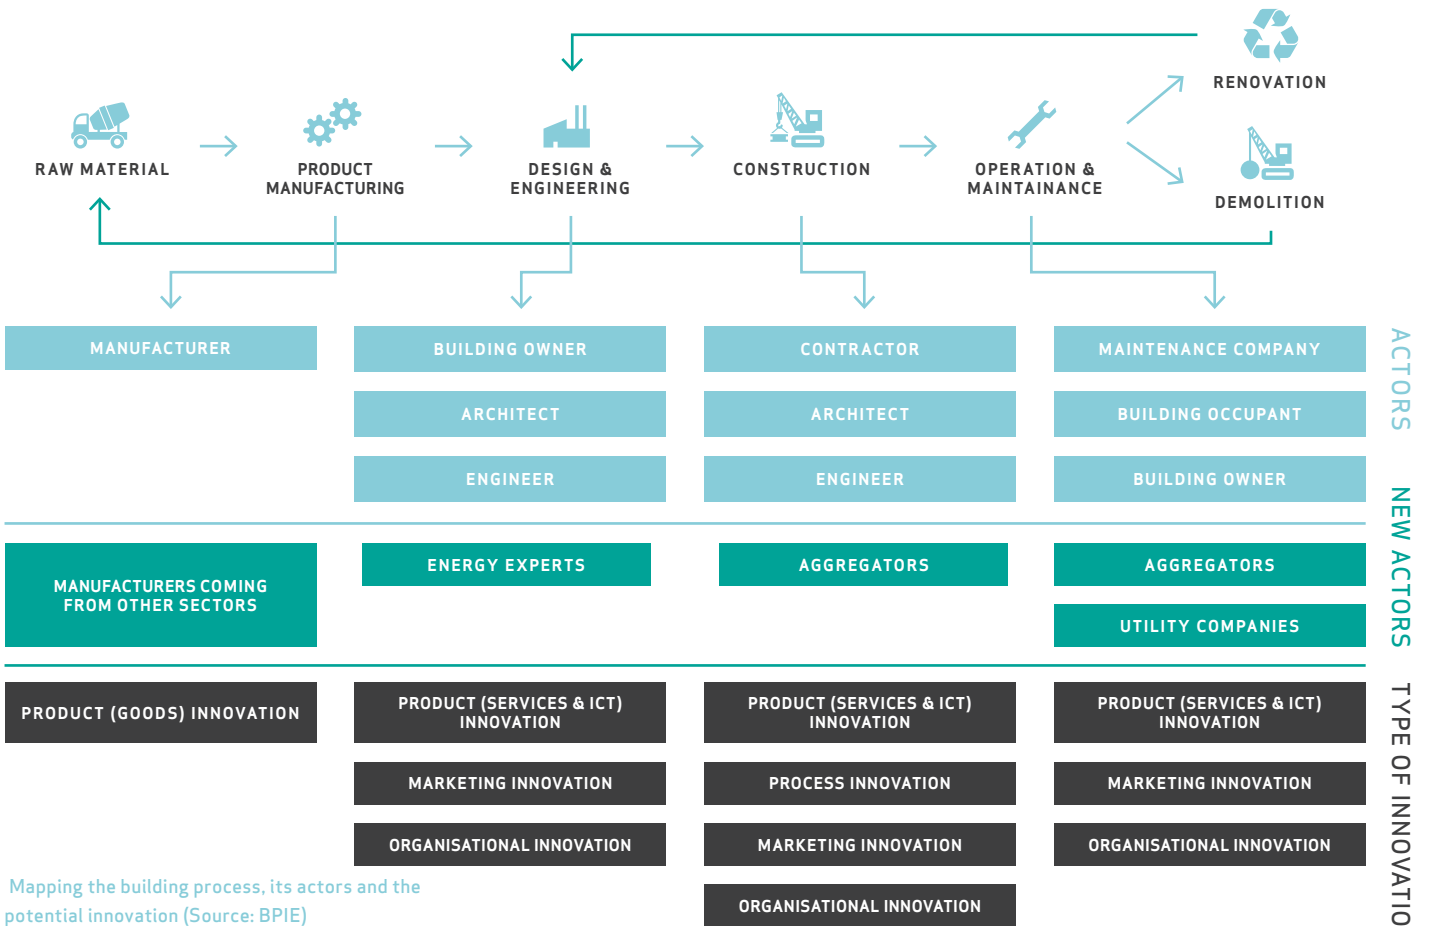 RENOVATION
RAW MATERIAL
PRODUCT
MANUFACTURING
DESIGN &
ENGINEERING
CONSTRUCTION
OPERATION &
MAINTAINANCE
DEMOLITION
MANUFACTURER
BUILDING OWNER
CONTRACTOR
MAINTENANCE COMPANY
ARCHITECT
ARCHITECT
BUILDING OCCUPANT
ENGINEER
ENGINEER
BUILDING OWNER
ACTORS
MANUFACTURERS COMING
FROM OTHER SECTORS
ENERGY EXPERTS
AGGREGATORS
AGGREGATORS
UTILITY COMPANIES
NEW ACTORS
PRODUCT (GOODS) INNOVATION
PRODUCT (SERVICES & ICT)
INNOVATION
PRODUCT (SERVICES & ICT)
INNOVATION
PRODUCT (SERVICES & ICT)
INNOVATION
MARKETING INNOVATION
PROCESS INNOVATION
MARKETING INNOVATION
ORGANISATIONAL INNOVATION
MARKETING INNOVATION
ORGANISATIONAL INNOVATION
ORGANISATIONAL INNOVATION
TYPE OF INNOVATIO
Mapping the building process, its actors and the
potential innovation (Source: BPIE)